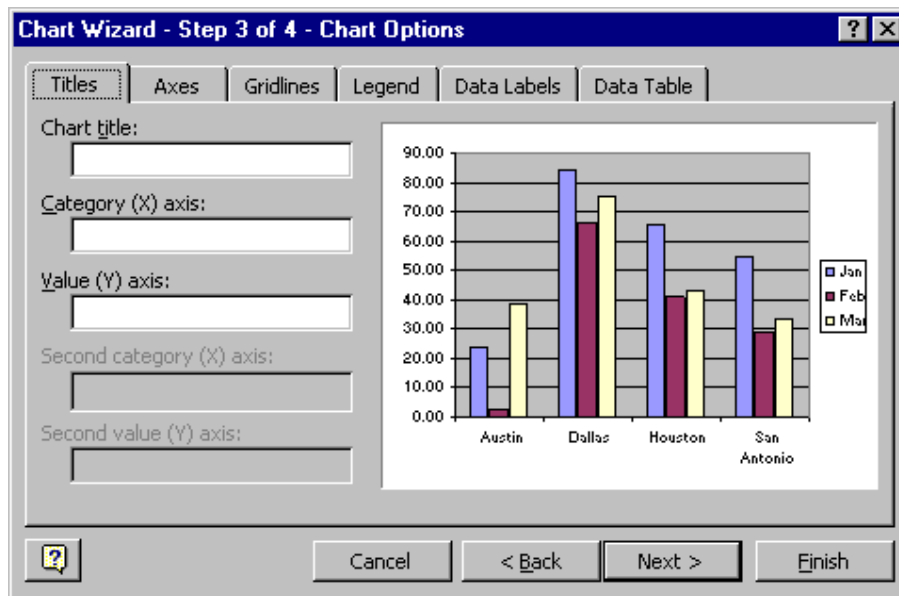 Chart Wizard - Step 3 of 4 - Chart Options
Titles Axes Gridlines Legend Data Labels Data Table
Chart title:
Category (X) axis:
Value (Y) axis:
Second category (X) axis:
Second value (Y) axis:
90.00
80.00
70.00
60.00
50.00
40.00
30.00
20.00
10.00
0.00
Austin Dallas Houston San
Antonio
Jan
Feb
Mar
? Cancel < Back Next > Finish